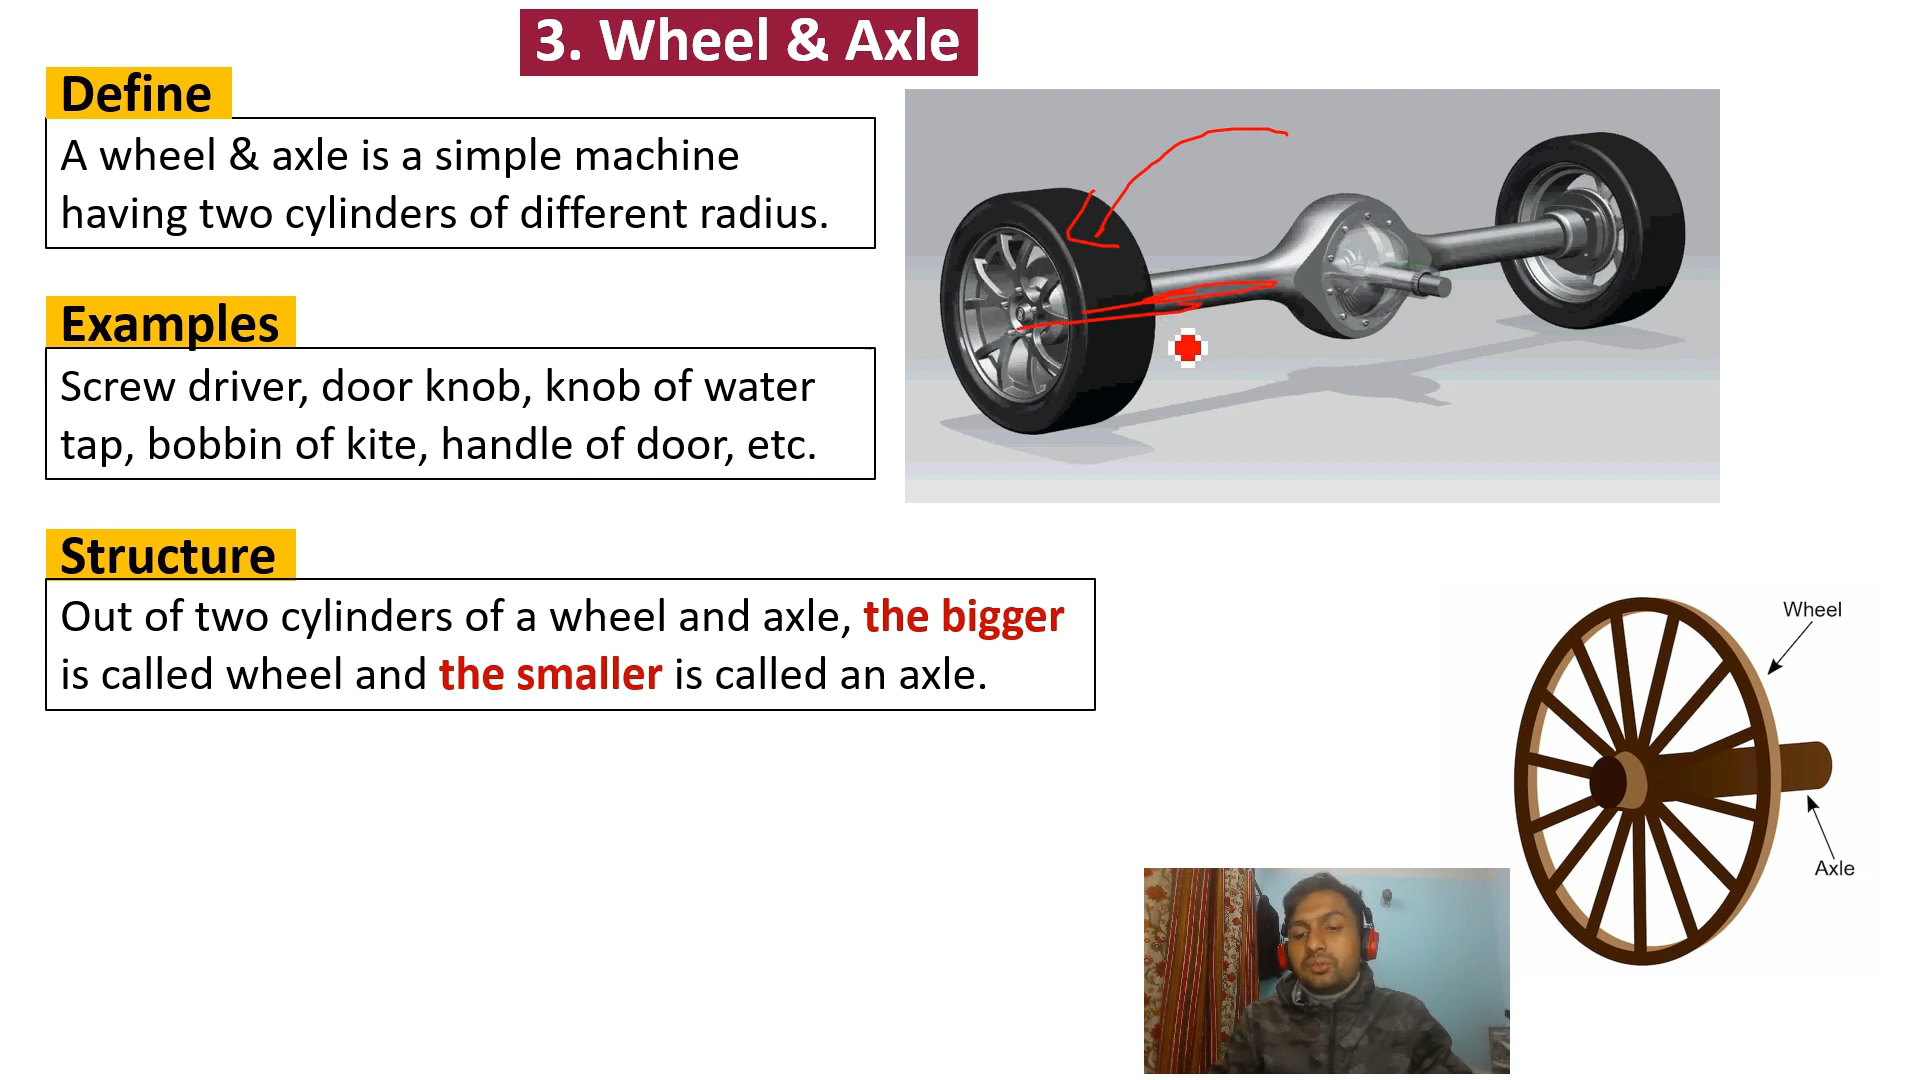 3. Wheel & Axle
Define
A wheel & axle is a simple machine
having two cylinders of different radius.
Examples
Screw driver, door knob, knob of water
tap, bobbin of kite, handle of door, etc.
Structure
Out of two cylinders of a wheel and axle, the bigger
is called wheel and the smaller is called an axle.
Wheel
Axle